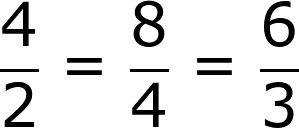 4/2 = 8/4 = 6/3